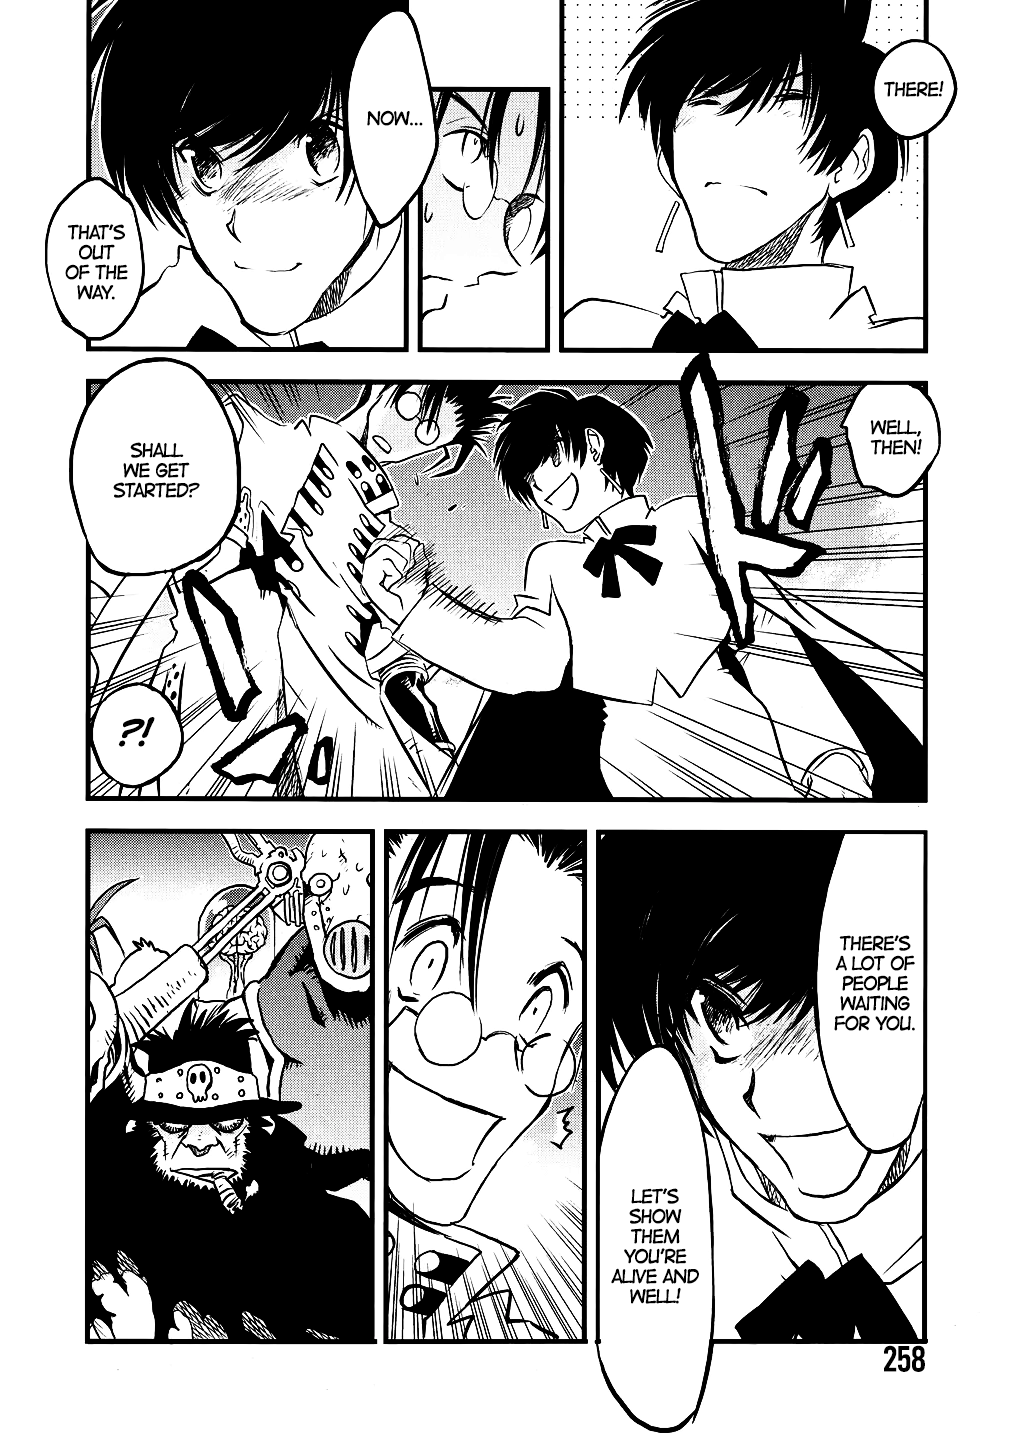 THERE!
NOW...
THAT'S
OUT
OF THE
WAY.
WELL,
THEN!
SHALL
WE GET
STARTED?
?!
THERE'S
A LOT OF
PEOPLE
WAITING
FOR YOU.
LET'S
SHOW
THEM
YOU'RE
ALIVE AND
WELL!
258